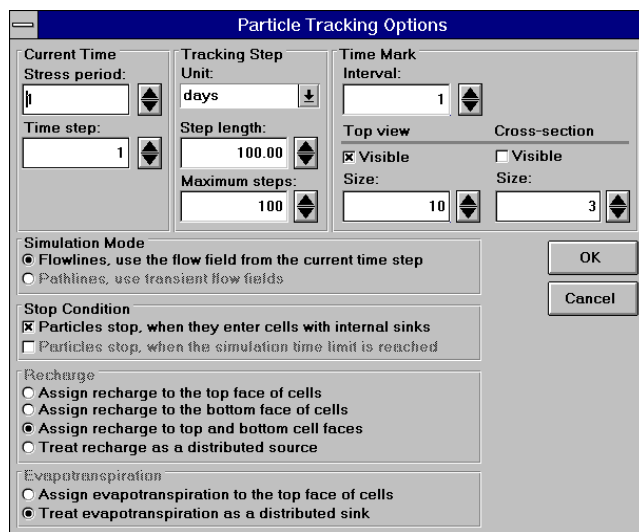 Particle Tracking Options
Current Time
Stress period:
1
Time step:
1
Tracking Step
Unit:
days
Step length:
100.00
Maximum steps:
100
Time Mark
Interval:
1
Top view
Cross-section
Visible
Visible
Size:
Size:
10
3
Simulation Mode
Flowlines, use the flow field from the current time step
Pathlines, use transient flow fields
OK
Cancel
Stop Condition
Particles stop, when they enter cells with internal sinks
Particles stop, when the simulation time limit is reached
Recharge
Assign recharge to the top face of cells
Assign recharge to the bottom face of cells
Assign recharge to top and bottom cell faces
Treat recharge as a distributed source
Evapotranspiration
Assign evapotranspiration to the top face of cells
Treat evapotranspiration as a distributed sink